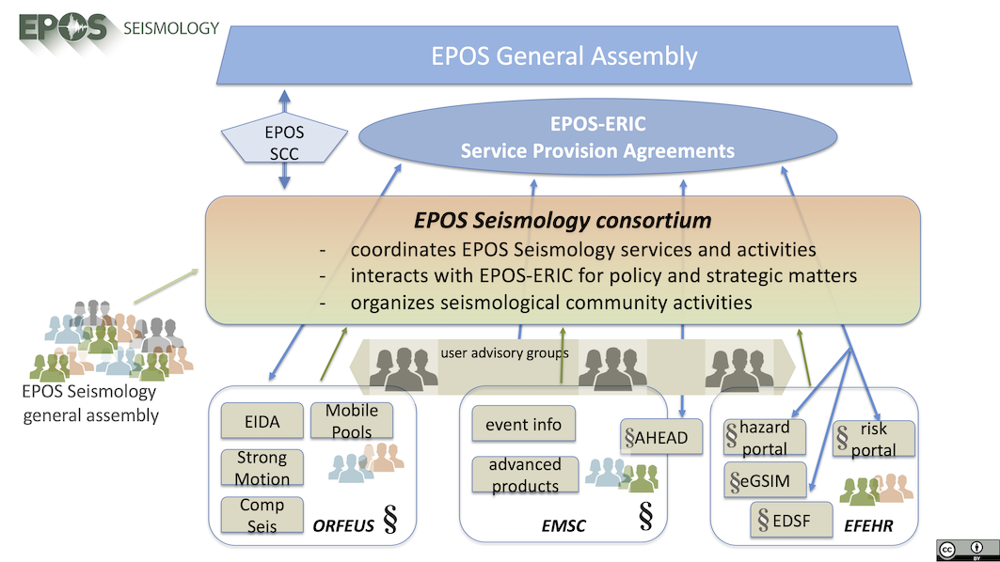 EPOS SEISMOLOGY
EPOS General Assembly
EPOS
SCC
EPOS-ERIC
Service Provision Agreements
EPOS Seismology consortium
- coordinates EPOS Seismology services and activities
- interacts with EPOS-ERIC for policy and strategic matters
- organizes seismological community activities
EPOS Seismology
general assembly
user advisory groups
EIDA
Mobile
Pools
Strong
Motion
Comp
Seis
ORFEUS §
event info
advanced
products
§AHEAD
EMSC §
§ hazard
portal
§ risk
portal
§eGSIM
§ EDSF
EFEHR
cc
BY